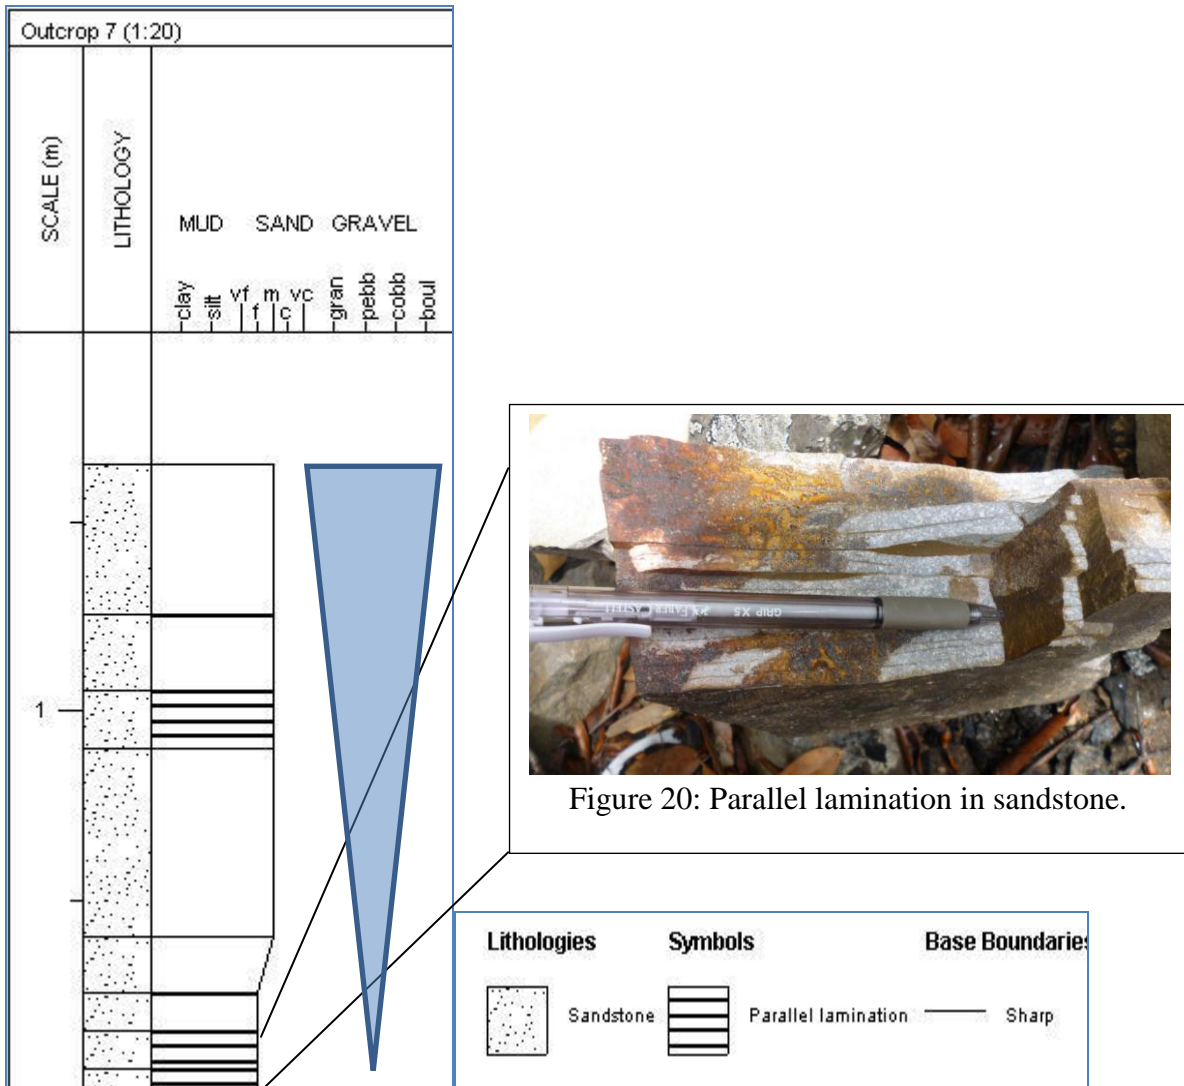 Outcrop 7 (1:20)
SCALE (m)
LITHOLOGY
MUD SAND GRAVEL
clay silt vf f m c vc gran pebb cobb boul
1
GRIP X5
Figure 20: Parallel lamination in sandstone.
Lithologies Symbols Base Boundaries
Sandstone Parallel lamination Sharp